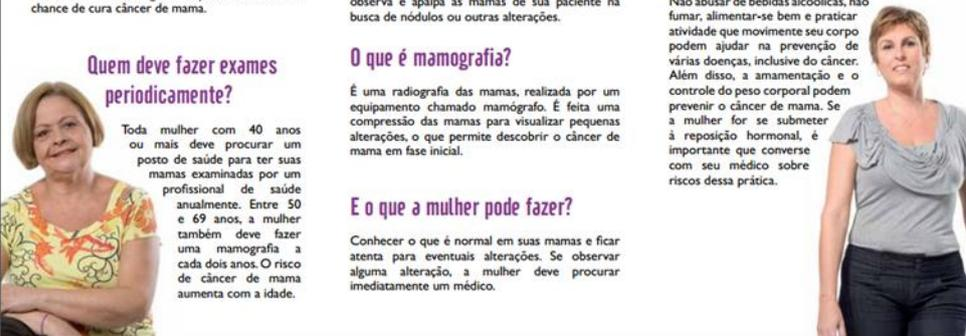 chance de cura câncer de mama.
Quem deve fazer exames
periodicamente?
Toda mulher com 40 anos
ou mais deve procurar um
posto de saúde para ter suas
mamas examinadas por um
profissional de saúde
anualmente. Entre 50
e 69 anos, a mulher
também deve fazer
uma mamografia a
cada dois anos. O risco
de câncer de mama
aumenta com a idade.
observa e apalpa as mamas de sua paciente na
busca de nódulos ou outras alterações.
O que é mamografia?
É uma radiografia das mamas, realizada por um
equipamento chamado mamógrafo. É feita uma
compressão das mamas para visualizar pequenas
alterações, o que permite descobrir o câncer de
mama em fase inicial.
E o que a mulher pode fazer?
Conhecer o que é normal em suas mamas e ficar
atenta para eventuais alterações. Se observar
alguma alteração, a mulher deve procurar
imediatamente um médico.
Não abusar de bebidas alcoólicas, não
fumar, alimentar-se bem e praticar
atividade que movimente seu corpo
podem ajudar na prevenção de
várias doenças, inclusive do câncer.
Além disso, a amamentação e o
controle do peso corporal podem
prevenir o câncer de mama. Se
a mulher for se submeter
à reposição hormonal, é
importante que converse
com seu médico sobre
riscos dessa prática.